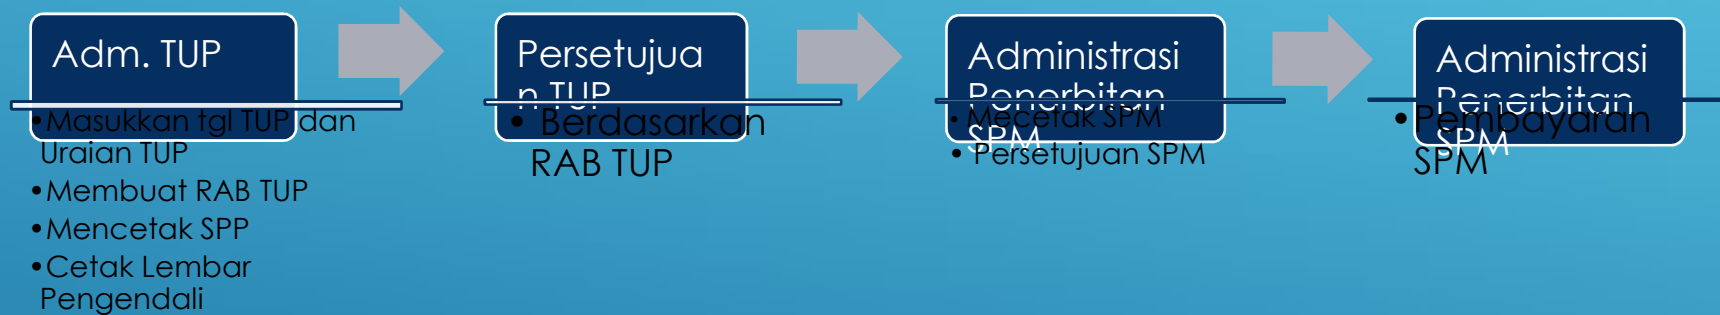 Adm. TUP
•Masukkan tgl TUP dan
Uraian TUP
•Membuat RAB TUP
•Mencetak SPP
•Cetak Lembar
Pengendali
Persetujua
n TUP
• Berdasarkan
RAB TUP
Administrasi
Penerbitan
SPM
• Mecetak SPM
• Persetujuan SPM
Administrasi
Penerbitan
SPM
•Pembayaran
SPM